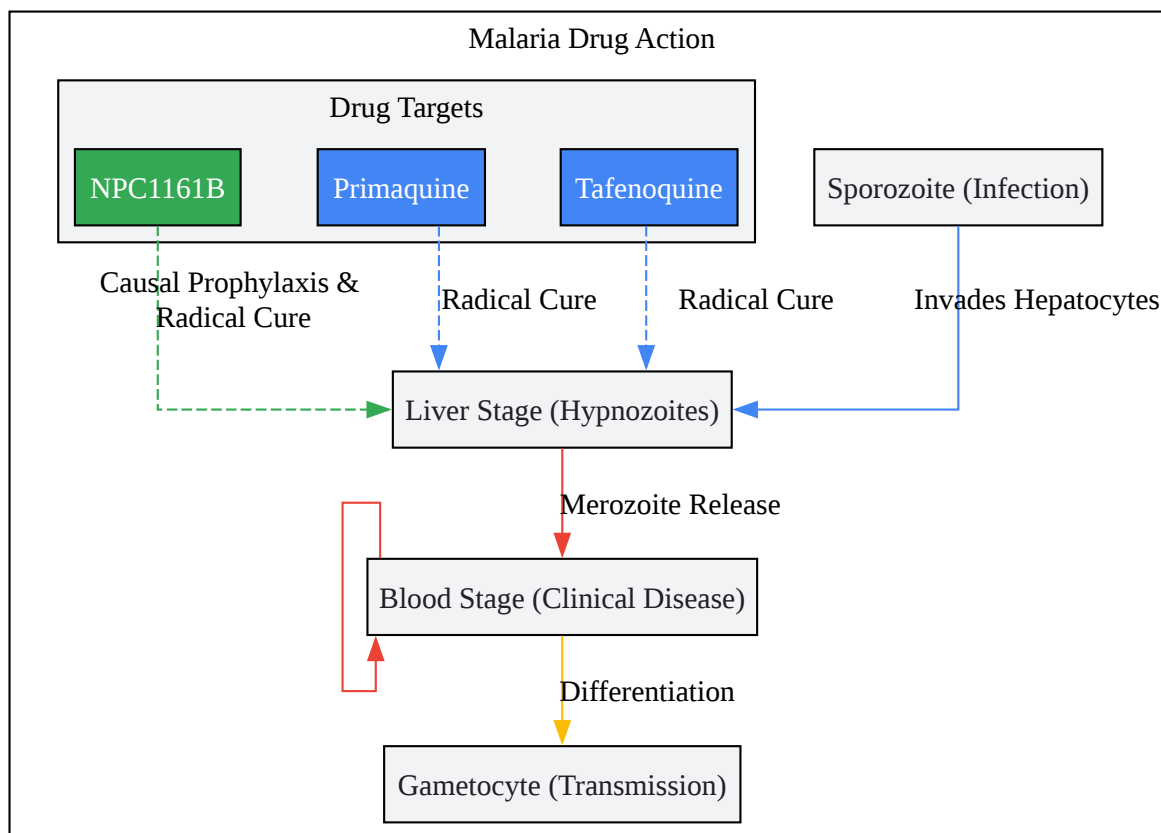 Malaria Drug Action
Drug Targets
NPC1161B
Primaquine
Tafenoquine
Sporozoite (Infection)
Causal Prophylaxis &
Radical Cure
Radical Cure
Radical Cure
Invades Hepatocytes
Liver Stage (Hypnozoites)
Merozoite Release
Blood Stage (Clinical Disease)
Differentiation
Gametocyte (Transmission)